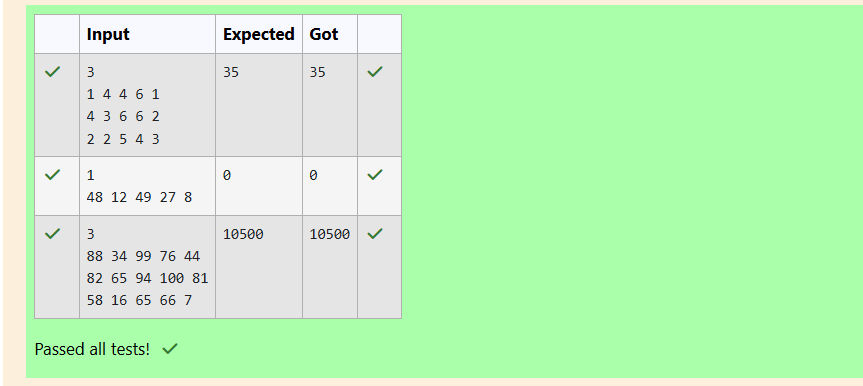 Input Expected Got
3 35 35
1 4 4 6 1
4 3 6 6 2
2 2 5 4 3
1 0 0
48 12 49 27 8
3 10500 10500
88 34 99 76 44
82 65 94 100 81
58 16 65 66 7
Passed all tests!